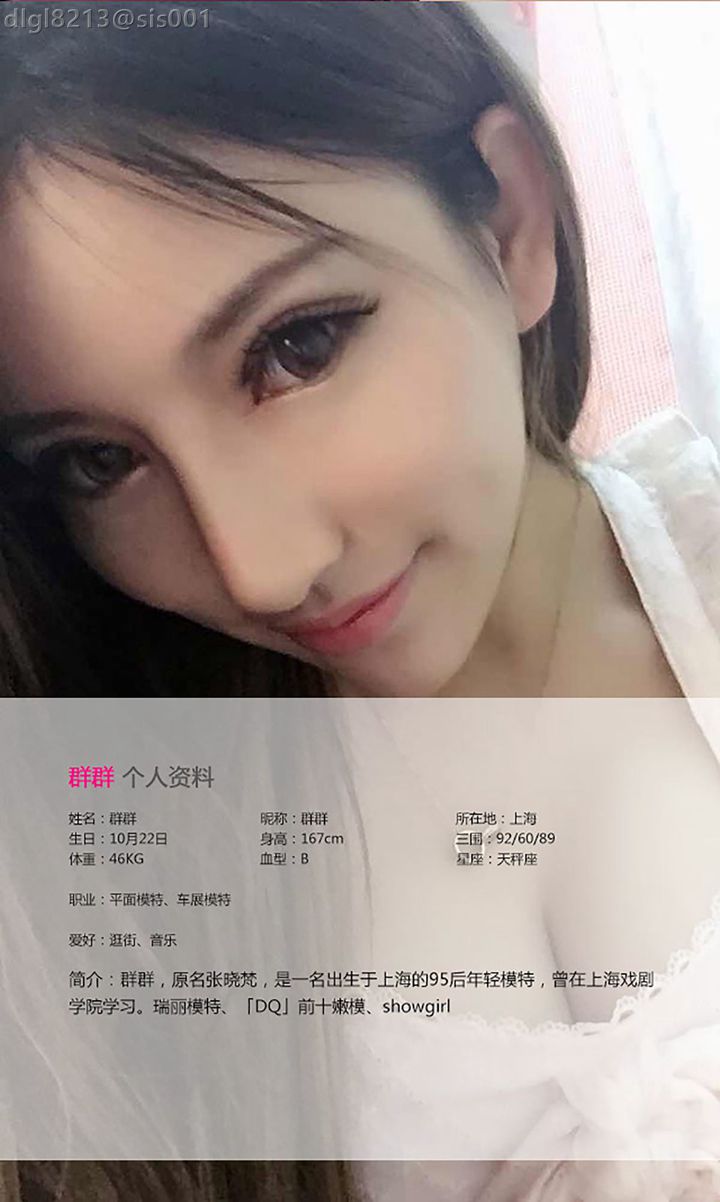 dlgl8213@sis001
群群 个人资料
姓名：群群 昵称：群群 所在地：上海
生日：10月22日 身高：167cm 三围：92/60/89
体重：46KG 血型：B 星座：天秤座
职业：平面模特、车展模特
爱好：逛街、音乐
简介：群群，原名张晓梵，是一名出生于上海的95后年轻模特，曾在上海戏剧
学院学习。瑞丽模特、「DQ」前十嫩模、showgirl